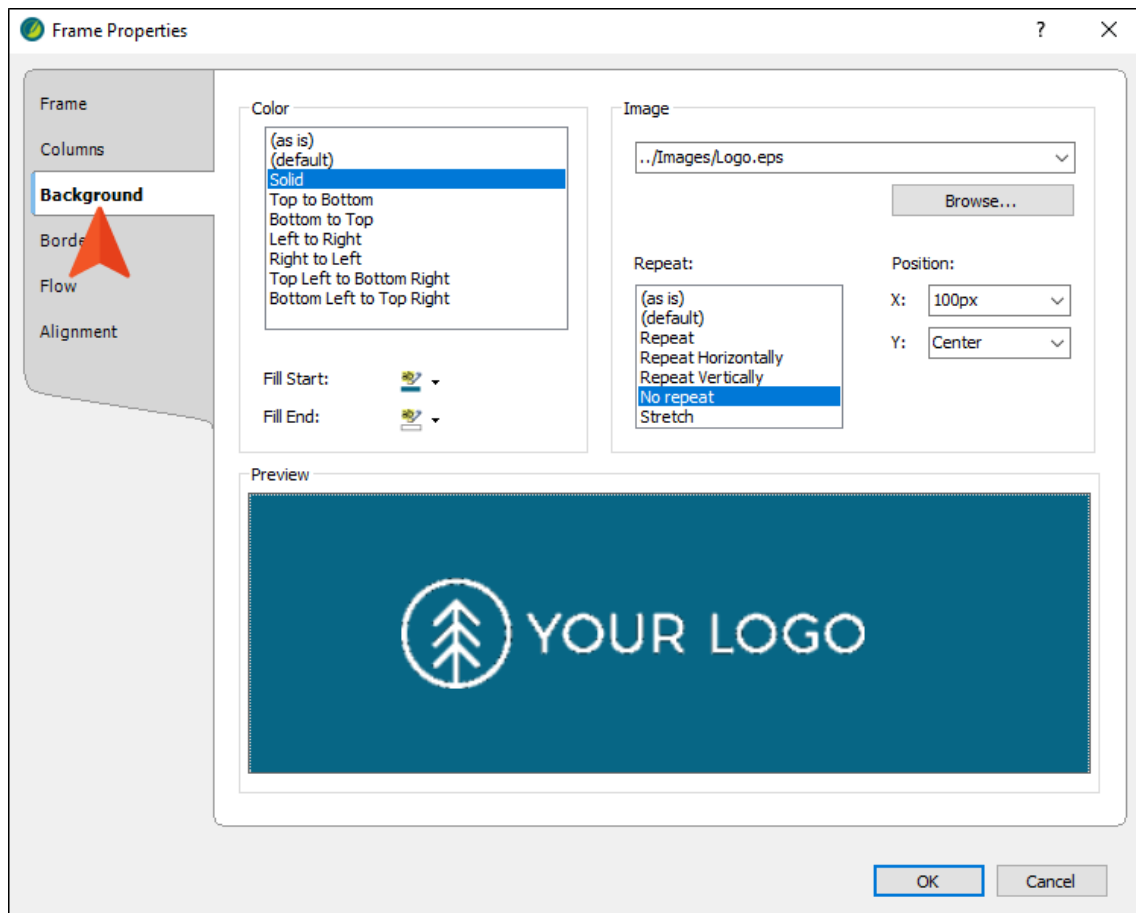 Frame Properties
?
Frame
Columns
Background
Borde
Flow
Alignment
Color
(as is)
(default)
Solid
Top to Bottom
Bottom to Top
Left to Right
Right to Left
Top Left to Bottom Right
Bottom Left to Top Right
Fill Start:
Fill End:
Image
../Images/Logo.eps
Browse...
Repeat:
(as is)
(default)
Repeat
Repeat Horizontally
Repeat Vertically
No repeat
Stretch
Position:
X: 100px
Y: Center
Preview
YOUR LOGO
OK
Cancel